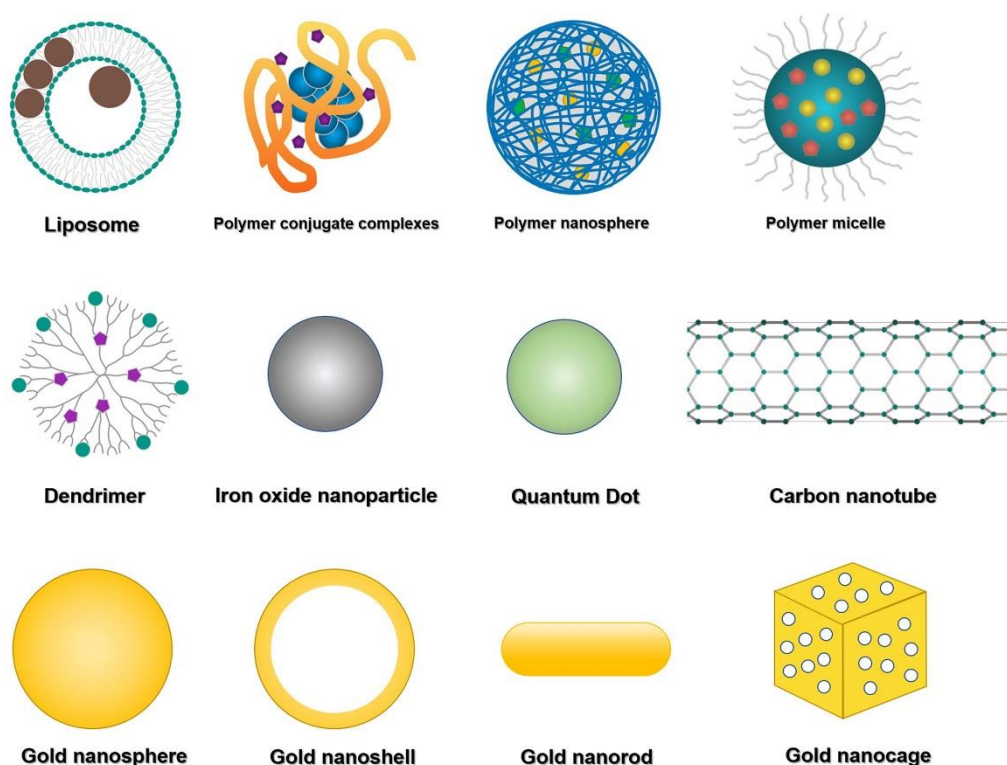 Liposome
Polymer conjugate complexes
Polymer nanosphere
Polymer micelle
Dendrimer
Iron oxide nanoparticle
Quantum Dot
Carbon nanotube
Gold nanosphere
Gold nanoshell
Gold nanorod
Gold nanocage